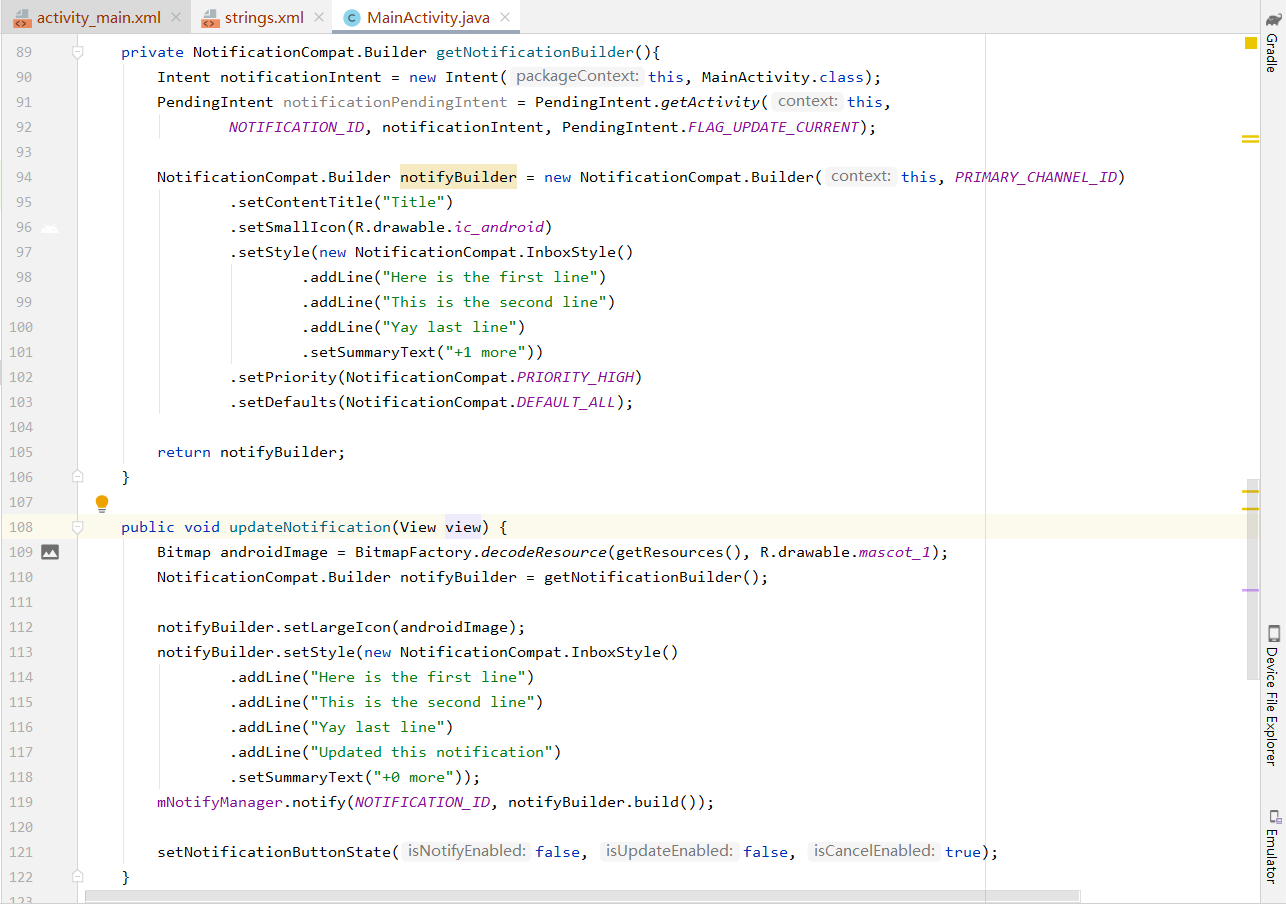 activity_main.xml strings.xml MainActivity.java
89 private NotificationCompat.Builder getNotificationBuilder(){
90 Intent notificationIntent = new Intent( packageContext: this, MainActivity.class);
91 PendingIntent notificationPendingIntent = PendingIntent.getActivity( context: this,
92 NOTIFICATION_ID, notificationIntent, PendingIntent.FLAG_UPDATE_CURRENT);
93
94 NotificationCompat.Builder notifyBuilder = new NotificationCompat.Builder( context: this, PRIMARY_CHANNEL_ID)
95 .setContentTitle("Title")
96 .setSmallIcon(R.drawable.ic_android)
97 .setStyle(new NotificationCompat.InboxStyle()
98 .addLine("Here is the first line")
99 .addLine("This is the second line")
100 .addLine("Yay last line")
101 .setSummaryText("+1 more"))
102 .setPriority(NotificationCompat.PRIORITY_HIGH)
103 .setDefaults(NotificationCompat.DEFAULT_ALL);
104
105 return notifyBuilder;
106 }
107
108 public void updateNotification(View view) {
109 Bitmap androidImage = BitmapFactory.decodeResource(getResources(), R.drawable.mascot_1);
110 NotificationCompat.Builder notifyBuilder = getNotificationBuilder();
111
112 notifyBuilder.setLargeIcon(androidImage);
113 notifyBuilder.setStyle(new NotificationCompat.InboxStyle()
114 .addLine("Here is the first line")
115 .addLine("This is the second line")
116 .addLine("Yay last line")
117 .addLine("Updated this notification")
118 .setSummaryText("+0 more"));
119 mNotifyManager.notify(NOTIFICATION_ID, notifyBuilder.build());
120
121 setNotificationButtonState( isNotifyEnabled: false, isUpdateEnabled: false, isCancelEnabled: true);
122 }
123
Gradle
Device File Explorer
Emulator